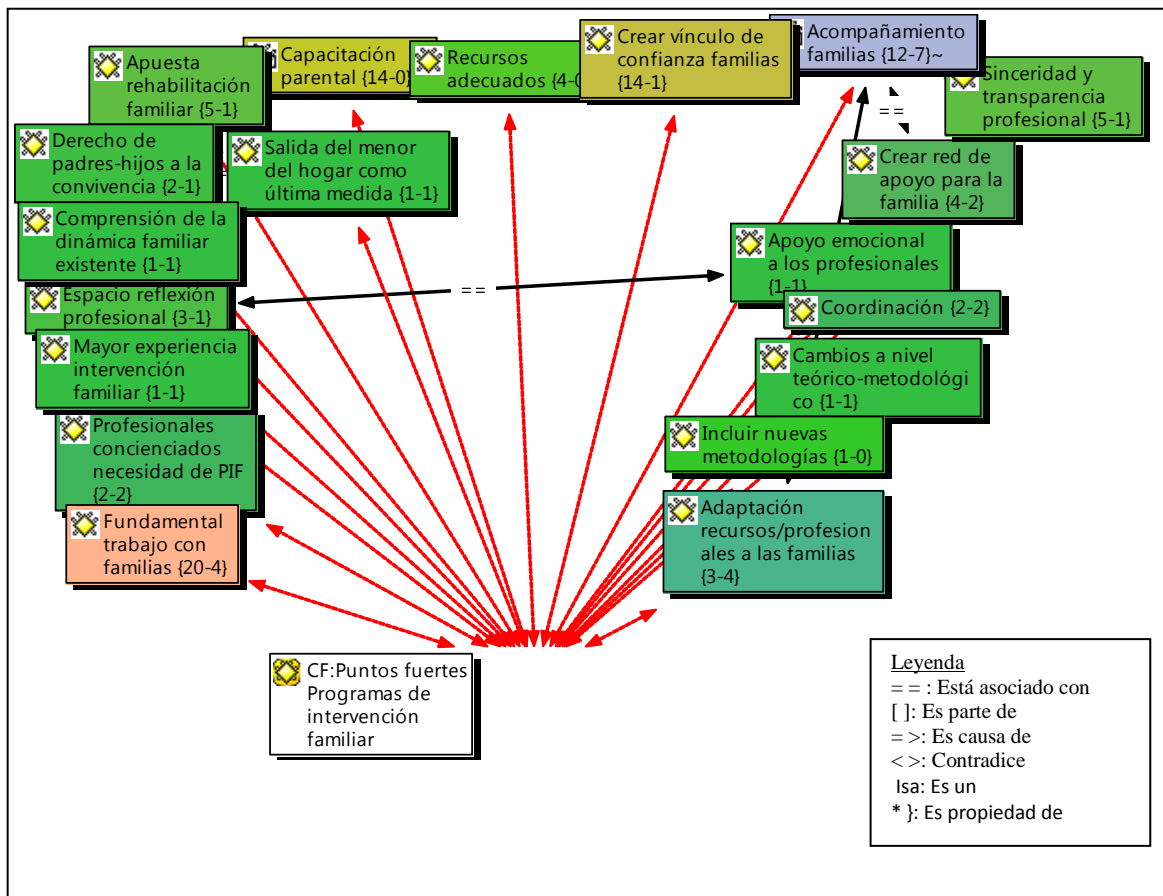 Capacitación
parental {14-0}
Recursos
adecuados {4-0
Crear vínculo de
confianza familias
{14-1}
Acompañamiento
familias {12-7}~
Apuesta
rehabilitación
familiar {5-1}
Sinceridad y
transparencia
profesional {5-1}
= =
Derecho de
padres-hijos a la
convivencia {2-1}
Salida del menor
del hogar como
última medida {1-1}
Crear red de
apoyo para la
familia {4-2}
Comprensión de la
dinámica familiar
existente {1-1}
Apoyo emocional
a los profesionales
{1-1}
Espacio reflexión
profesional {3-1}
= =
Coordinación {2-2}
Mayor experiencia
intervención
familiar {1-1}
Cambios a nivel
teórico-metodológi
co {1-1}
Profesionales
concienciados
necesidad de PIF
{2-2}
Incluir nuevas
metodologías {1-0}
Fundamental
trabajo con
familias {20-4}
Adaptación
recursos/profesion
ales a las familias
{3-4}
CF:Puntos fuertes
Programas de
intervención
familiar
Leyenda
= = : Está asociado con
[ ]: Es parte de
= >: Es causa de
< >: Contradice
Isa: Es un
* }: Es propiedad de